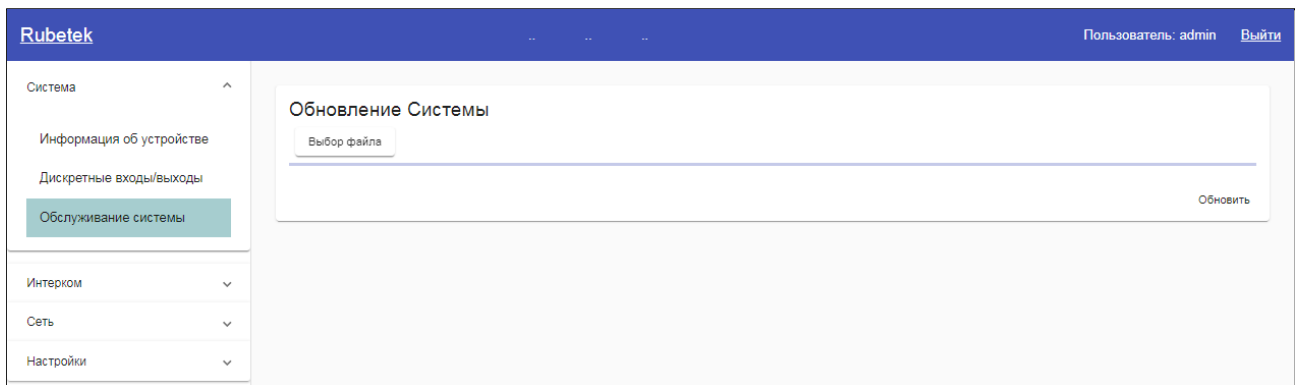 Rubetek .. .. .. Пользователь: admin Выйти
Система
Информация об устройстве
Дискретные входы/выходы
Обслуживание системы
Интерком
Сеть
Настройки
Обновление Системы
Выбор файла
Обновить